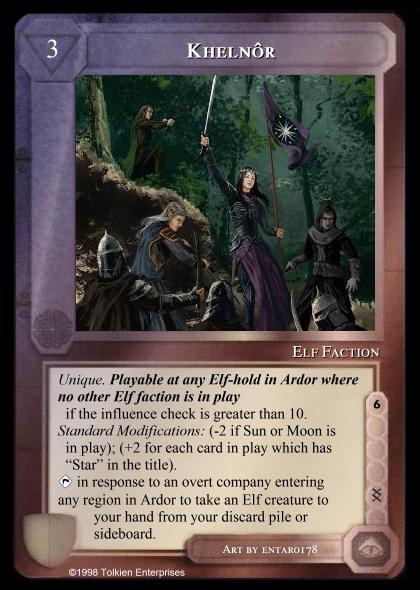 3
KHELNÔR
ELF FACTION
Unique. Playable at any Elf-hold in Ardor where
no other Elf faction is in play
if the influence check is greater than 10.
Standard Modifications: (-2 if Sun or Moon is
in play); (+2 for each card in play which has
“Star” in the title).
in response to an overt company entering
any region in Ardor to take an Elf creature to
your hand from your discard pile or
sideboard.
6
ART BY ENTAR0178
©1998 Tolkien Enterprises